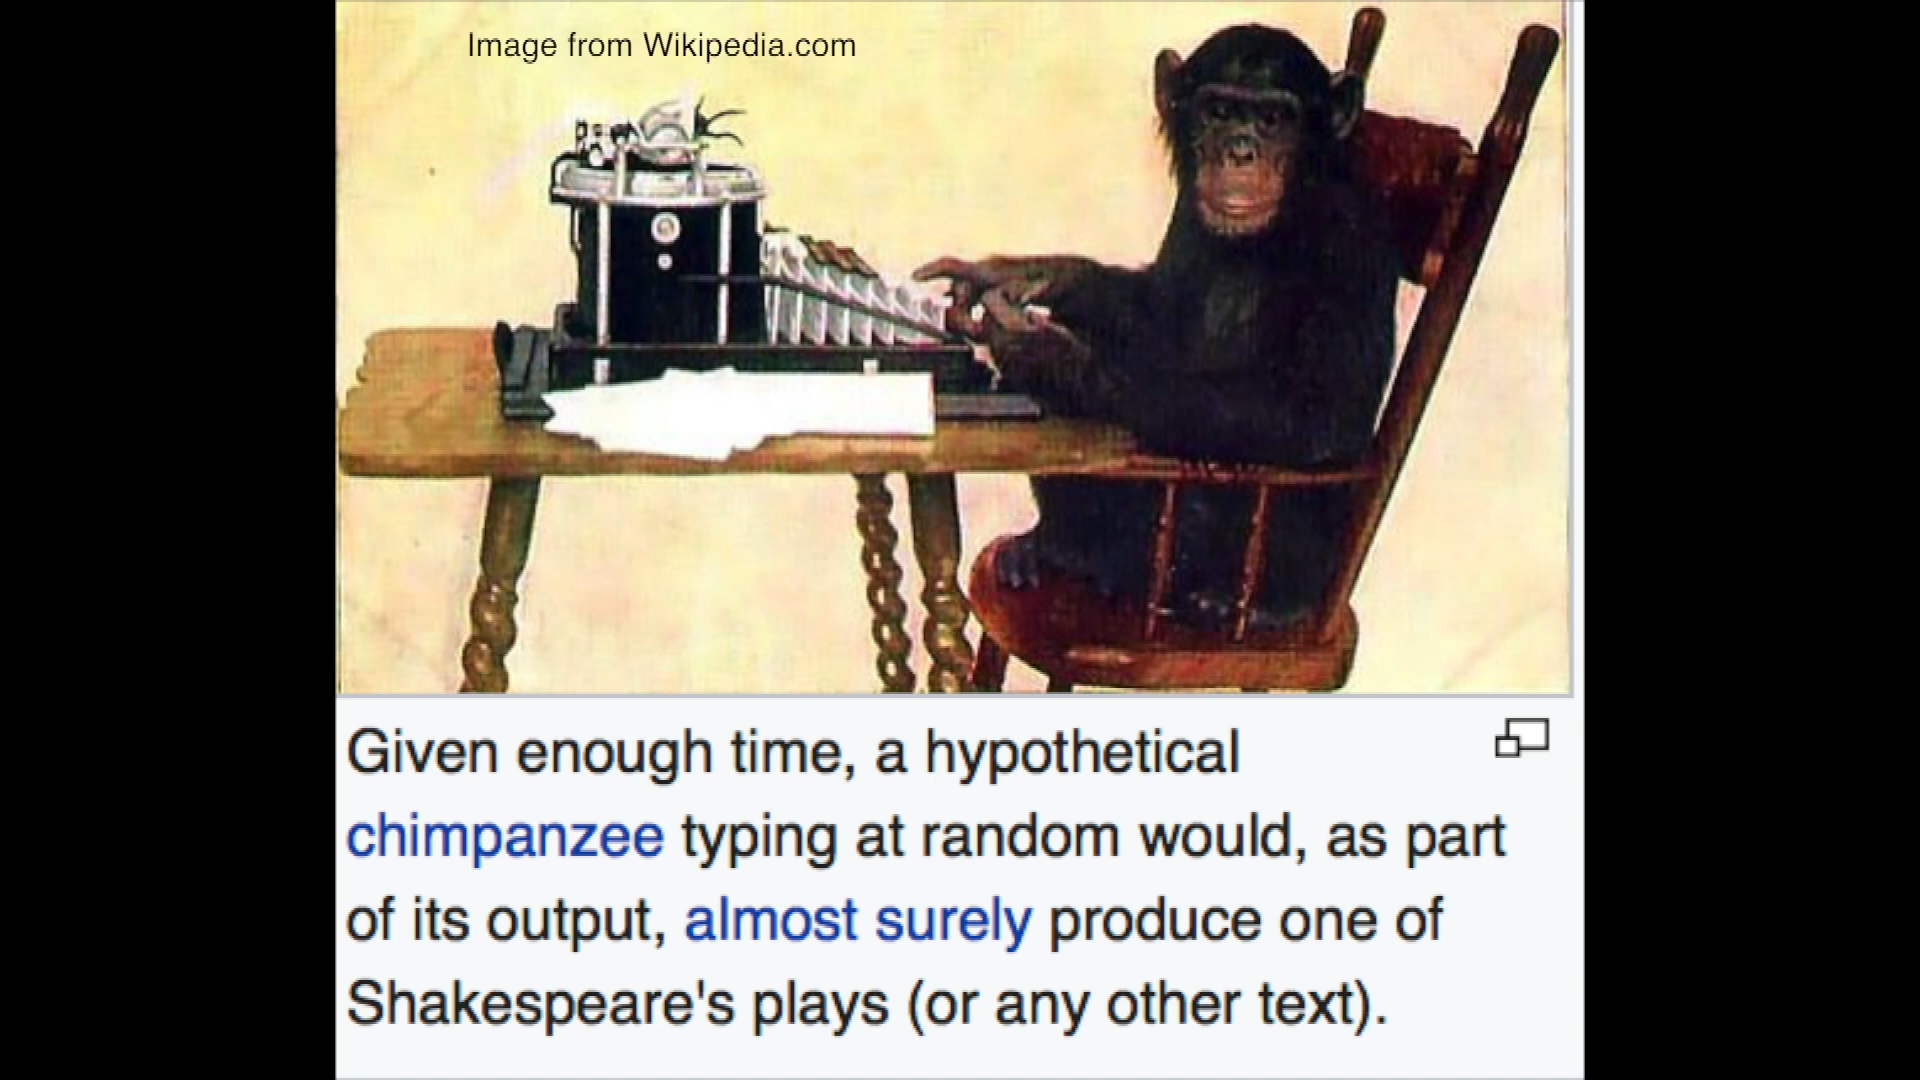 Image from Wikipedia.com
Given enough time, a hypothetical
chimpanzee typing at random would, as part
of its output, almost surely produce one of
Shakespeare's plays (or any other text).